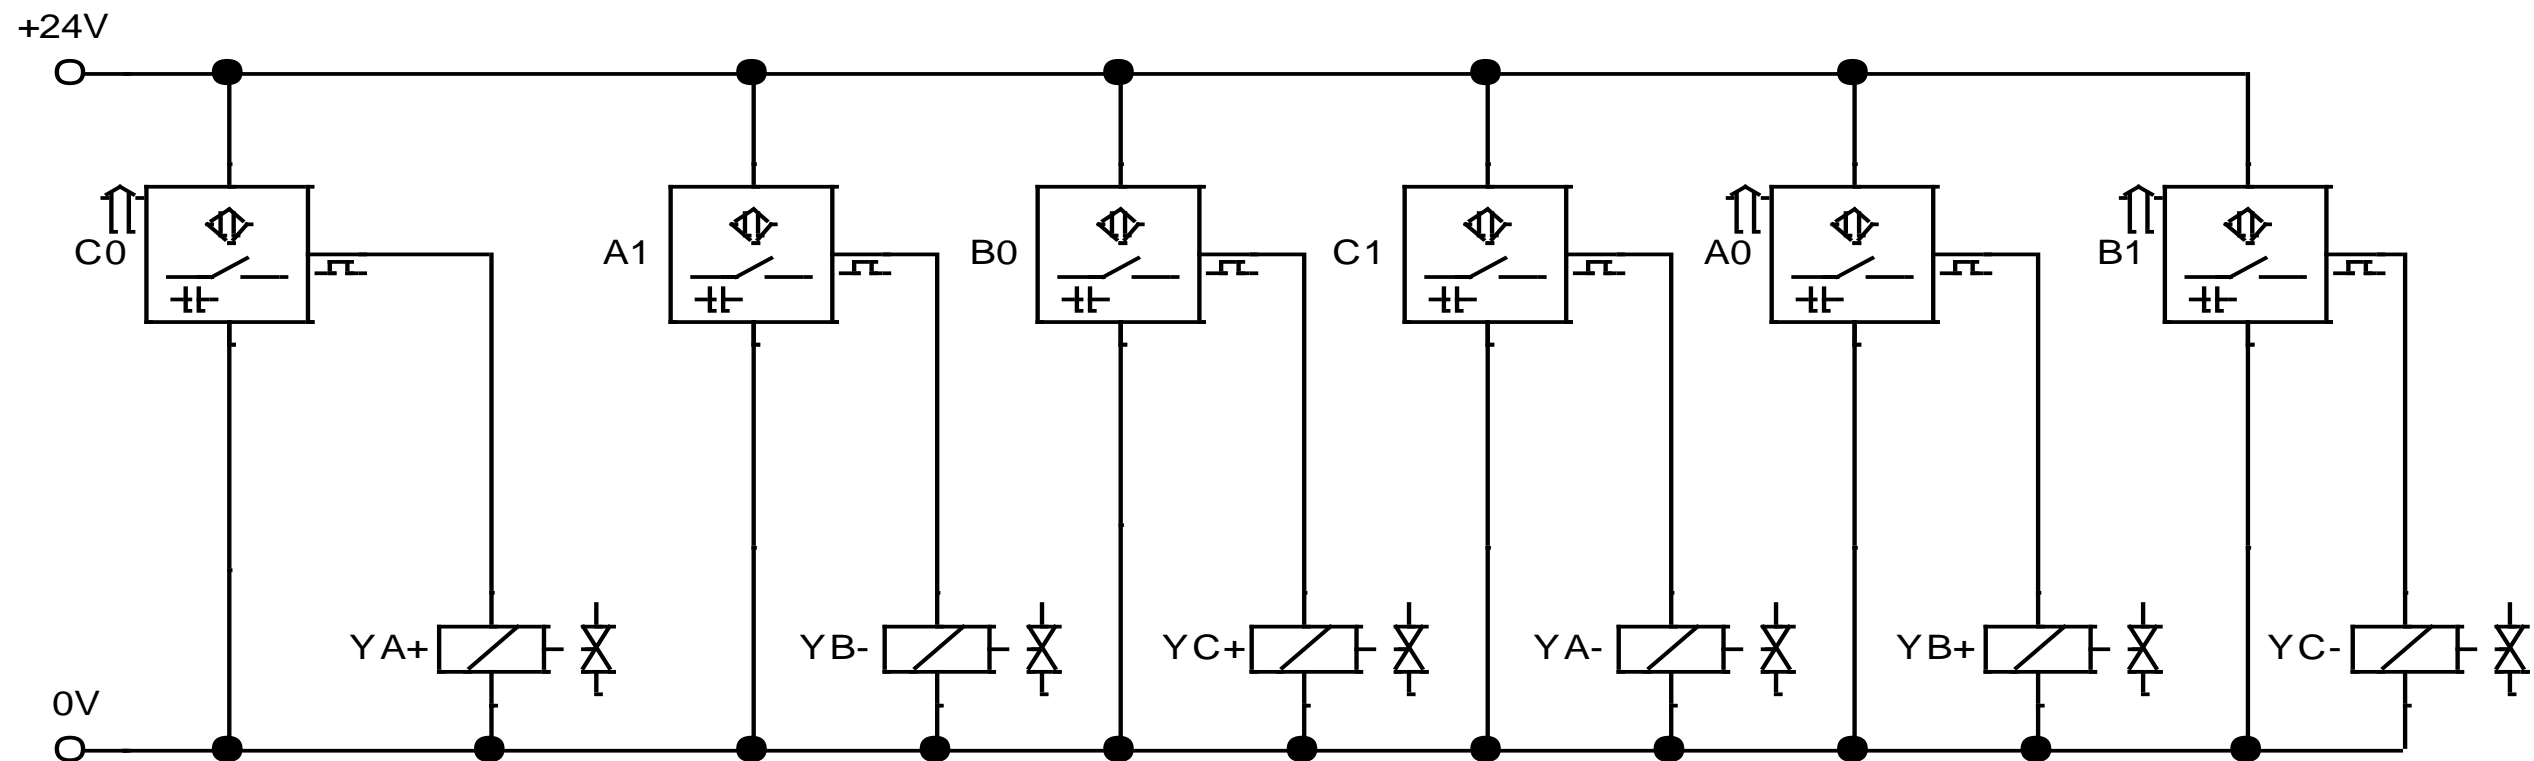 +24V
C0
A1
B0
C1
A0
B1
YA+
YB-
YC+
YA-
YB+
YC-
0V